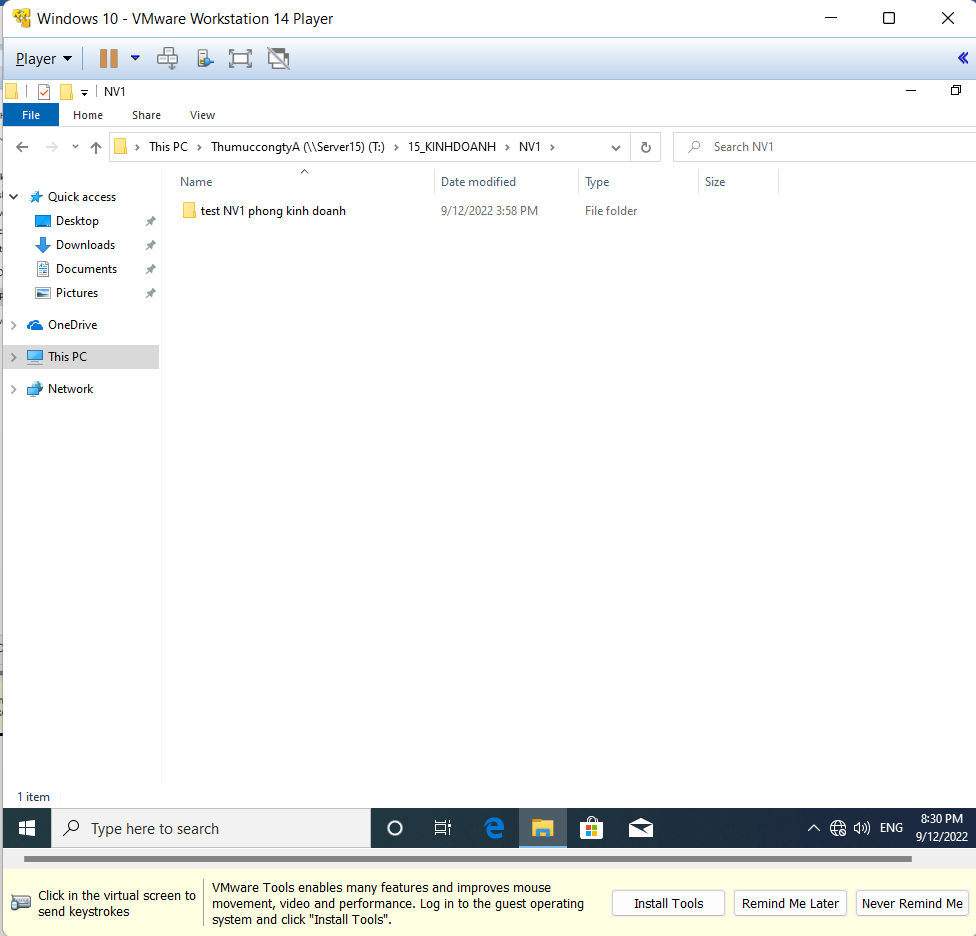 Windows 10 - VMware Workstation 14 Player
Player
NV1
File Home Share View
This PC ThumuccongtyA (\\Server15) (T:) 15_KINHDOANH NV1 Search NV1
Name Date modified Type Size
Quick access
Desktop
Downloads
Documents
Pictures
OneDrive
This PC
Network
test NV1 phong kinh doanh 9/12/2022 3:58 PM File folder
1 item
Type here to search
ENG
8:30 PM
9/12/2022
Click in the virtual screen to
send keystrokes
VMware Tools enables many features and improves mouse
movement, video and performance. Log in to the guest operating
system and click "Install Tools".
Install Tools Remind Me Later Never Remind Me